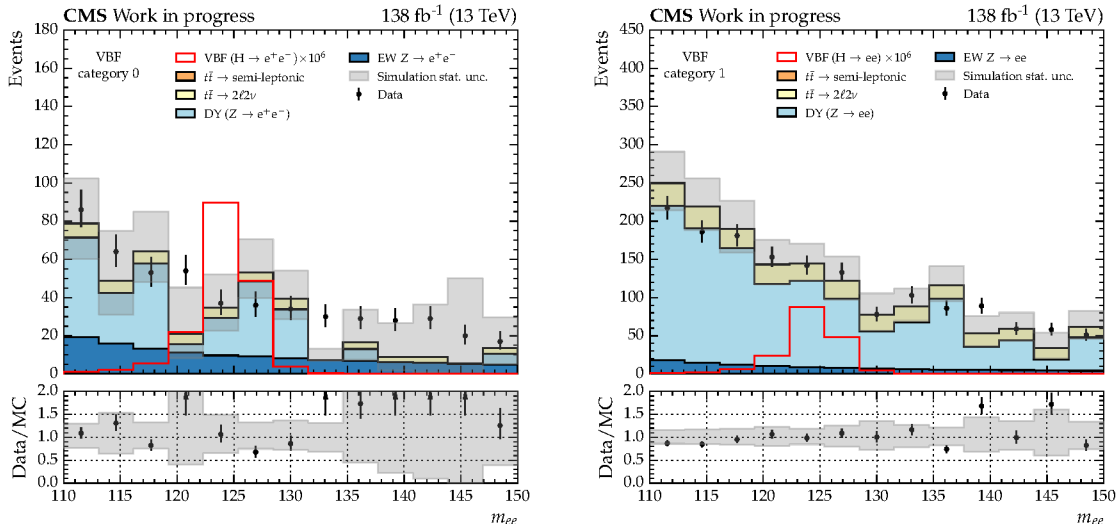 CMS Work in progress 138 fb⁻¹ (13 TeV)
Events
180
160
140
120
100
80
60
40
20
0
VBF
category 0
VBF (H → e⁺e⁻) ×10⁶
tt̄ → semi-leptonic
tt̄ → 2ℓ2ν
DY (Z → e⁺e⁻)
EW Z → e⁺e⁻
Simulation stat. unc.
Data
Data/MC
2.0
1.5
1.0
0.5
0.0
110 115 120 125 130 135 140 145 150
mₑₑ
CMS Work in progress 138 fb⁻¹ (13 TeV)
Events
450
400
350
300
250
200
150
100
50
0
VBF
category 1
VBF (H → ee) ×10⁶
tt̄ → semi-leptonic
tt̄ → 2ℓ2ν
DY (Z → ee)
EW Z → ee
Simulation stat. unc.
Data
Data/MC
2.0
1.5
1.0
0.5
0.0
110 115 120 125 130 135 140 145 150
mₑₑ